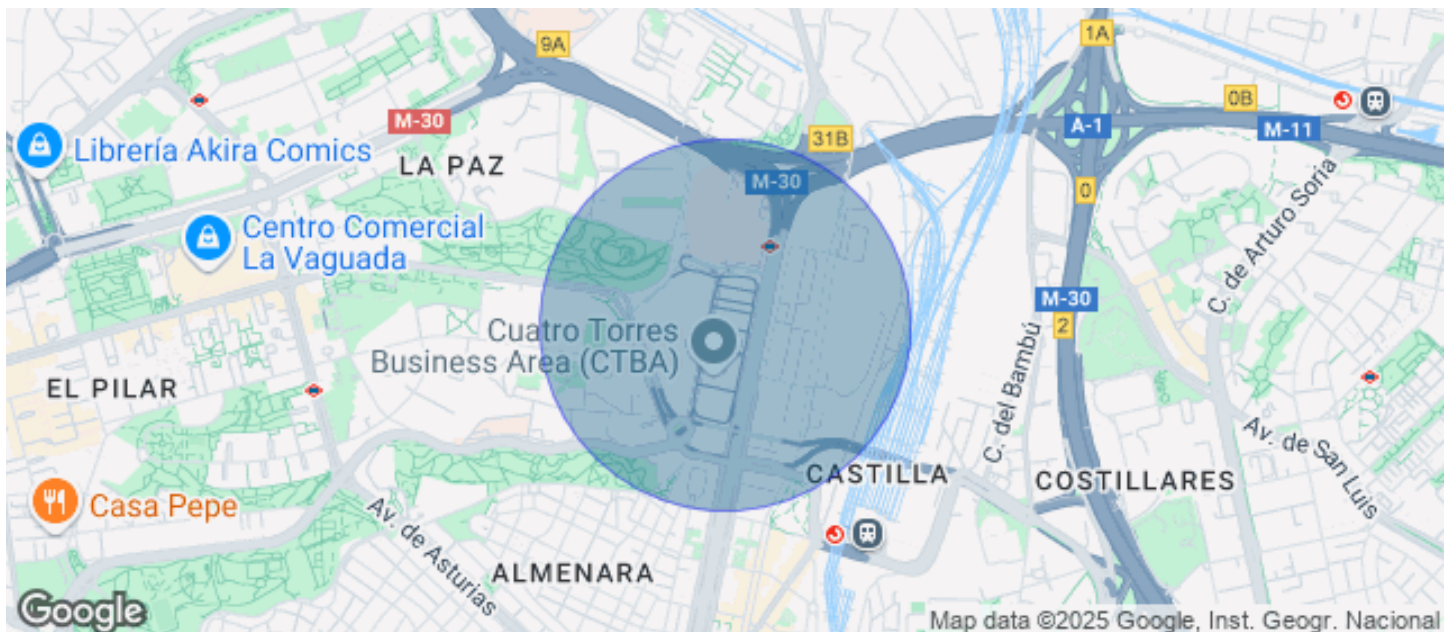 9A
1A
0B
M-30
A-1
M-11
31B
Librería Akira Comics
LA PAZ
M-30
0
C. de Arturo Soria
Centro Comercial
La Vaguada
M-30
2
Cuatro Torres
Business Area (CTBA)
EL PILAR
C. del Bambú
Av. de San Luis
CASTILLA
COSTILLARES
Casa Pepe
Av. de Asturias
ALMENARA
Google
Map data ©2025 Google, Inst. Geogr. Nacional